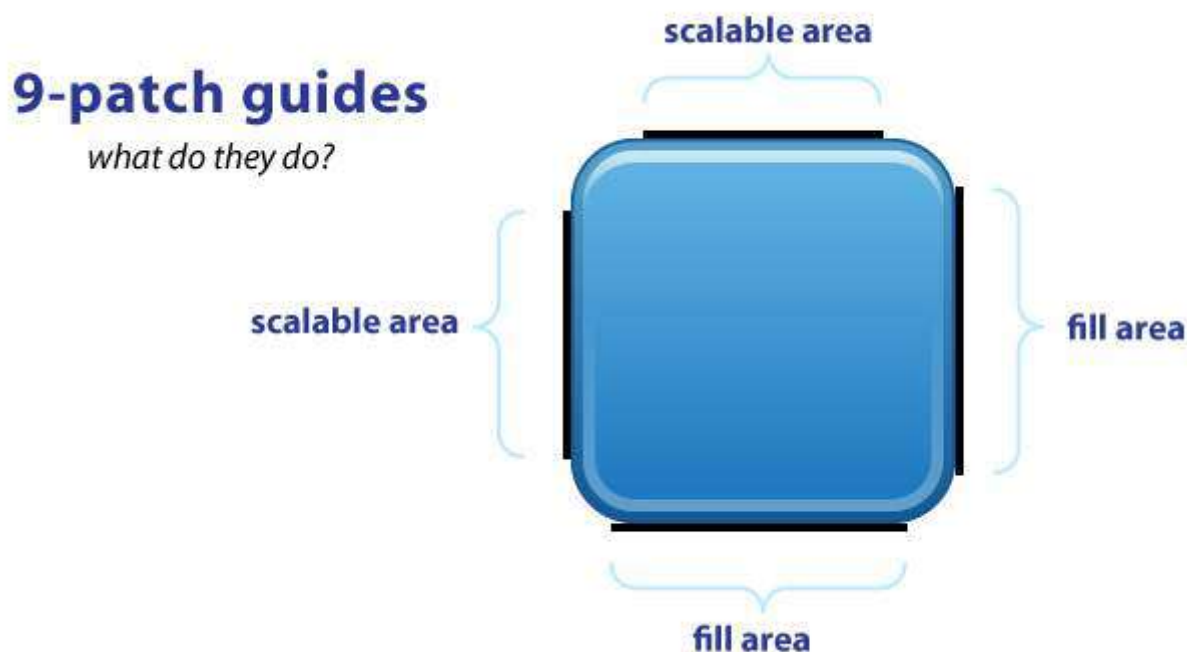 scalable area
9-patch guides
what do they do?
scalable area
fill area
fill area